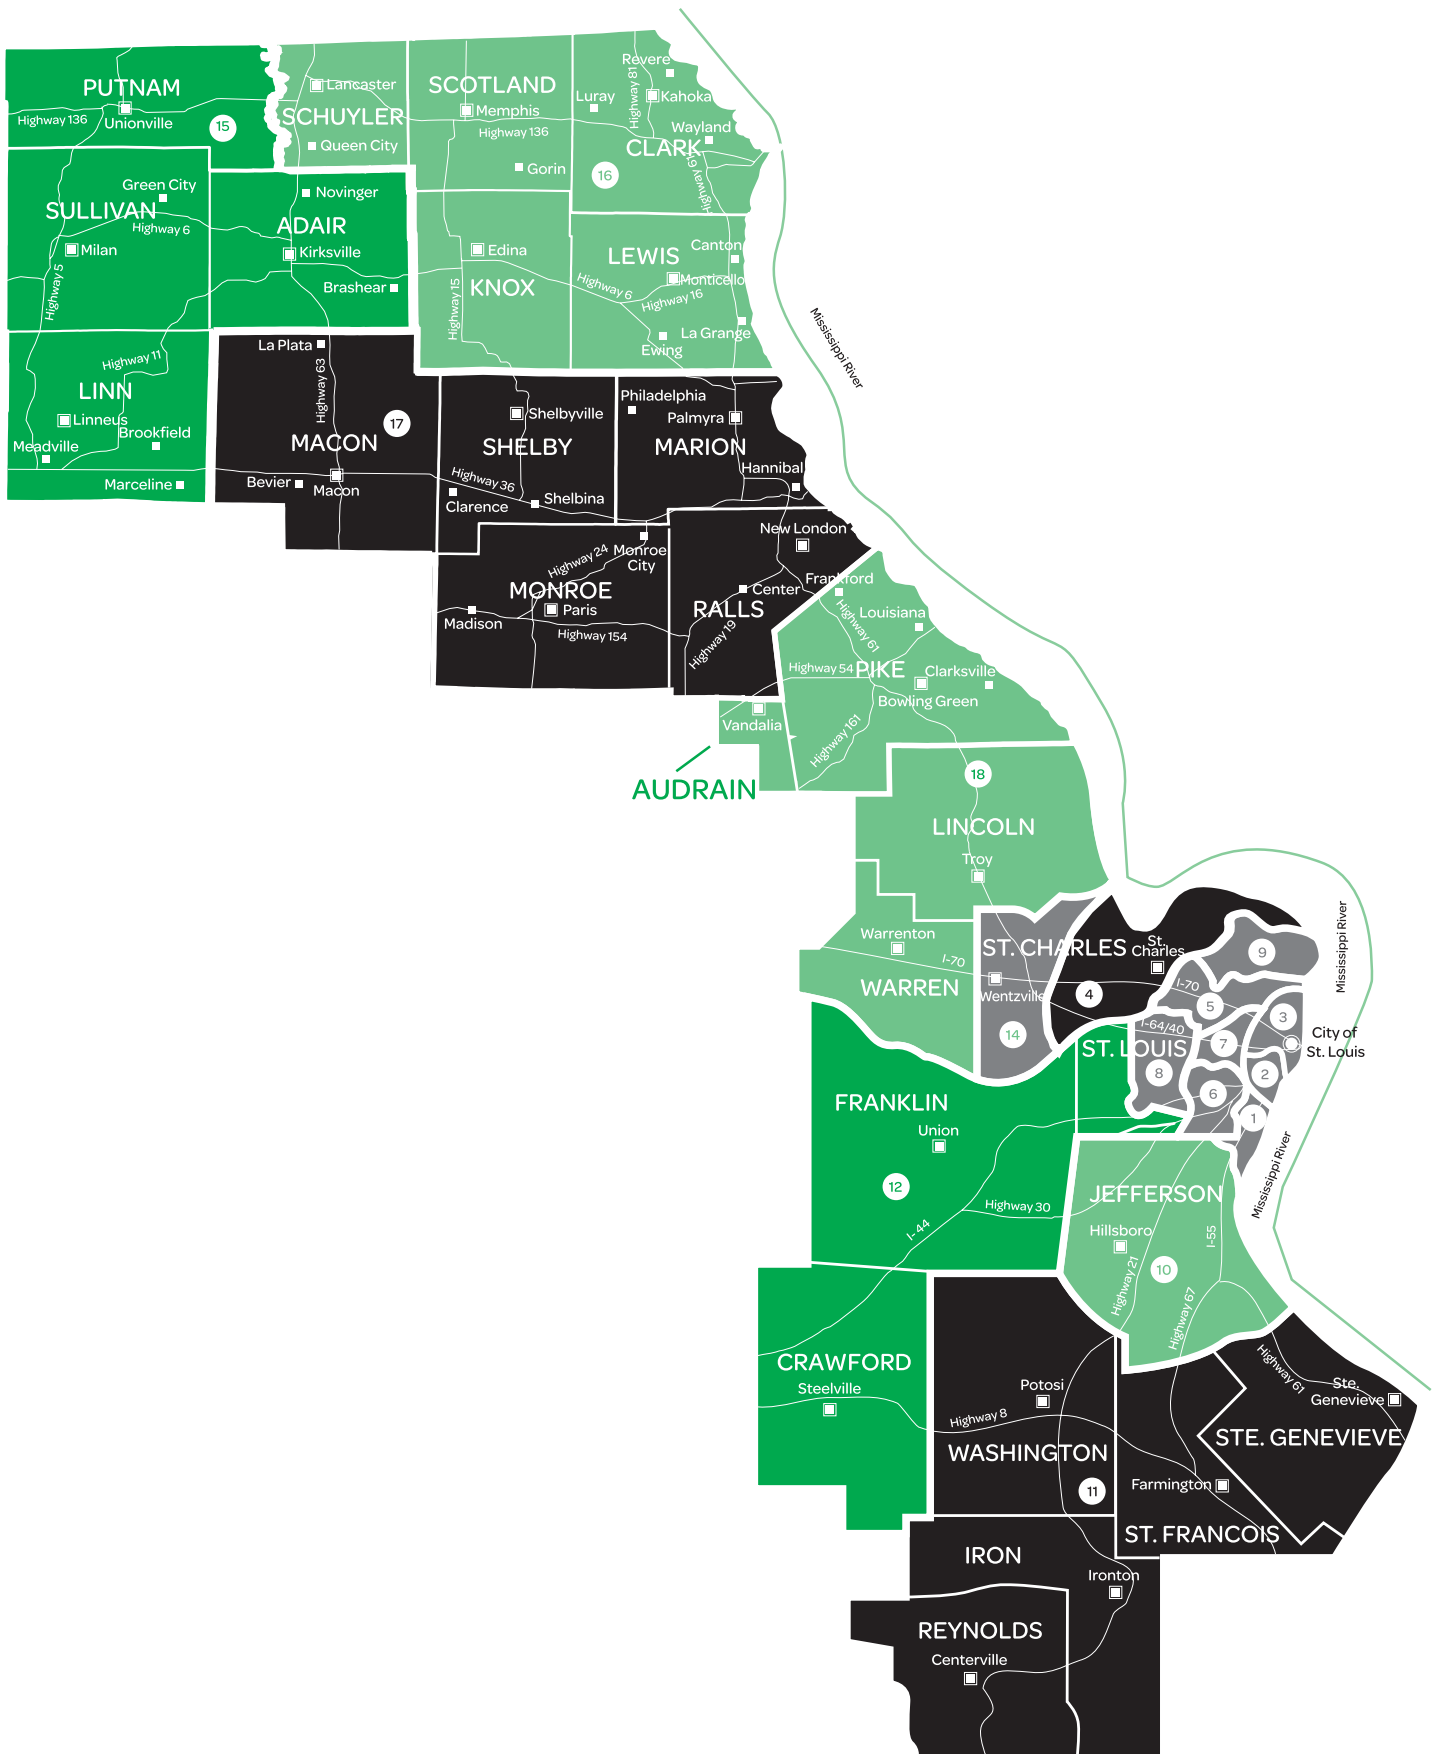 Revere
PUTNAM
Lancaster
SCOTLAND
Highway 81
Luray
Kahoka
Highway 136
Unionville
15
SCHUYLER
Memphis
Highway 136
Wayland
Queen City
CLARK
Gorin
16
Highway 61
Green City
Novinger
SULLIVAN
Highway 6
ADAIR
Milan
Kirksville
Edina
LEWIS
Canton
Highway 5
Brashear
KNOX
Highway 15
Highway 6
Monticello
Highway 16
La Grange
Ewing
Mississippi River
La Plata
Highway 11
Highway 63
LINN
Linneus
Brookfield
Meadville
Marceline
17
MACON
Bevier
Macon
Shelbyville
SHELBY
Highway 36
Clarence
Shelbina
Philadelphia
Palmyra
MARION
Hannibal
New London
Highway 24
Monroe
City
MONROE
Paris
Madison
Highway 154
Center
RALLS
Highway 19
Frankford
Highway 61
Louisiana
Highway 54
PIKE
Clarksville
Bowling Green
Vandalia
Highway 161
AUDRAIN
18
LINCOLN
Troy
Warrenton
I-70
WARREN
ST. CHARLES
St.
Charles
Wentzville
4
14
9
I-70
5
3
Mississippi River
City of
St. Louis
I-64/40
ST. LOUIS
7
8
2
6
1
Mississippi River
FRANKLIN
Union
12
Highway 30
I-44
JEFFERSON
Hillsboro
I-55
10
Highway 21
Highway 67
CRAWFORD
Steelville
Potosi
Highway 8
WASHINGTON
11
Highway 61
Ste.
Genevieve
STE. GENEVIEVE
Farmington
ST. FRANCOIS
IRON
Ironton
REYNOLDS
Centerville